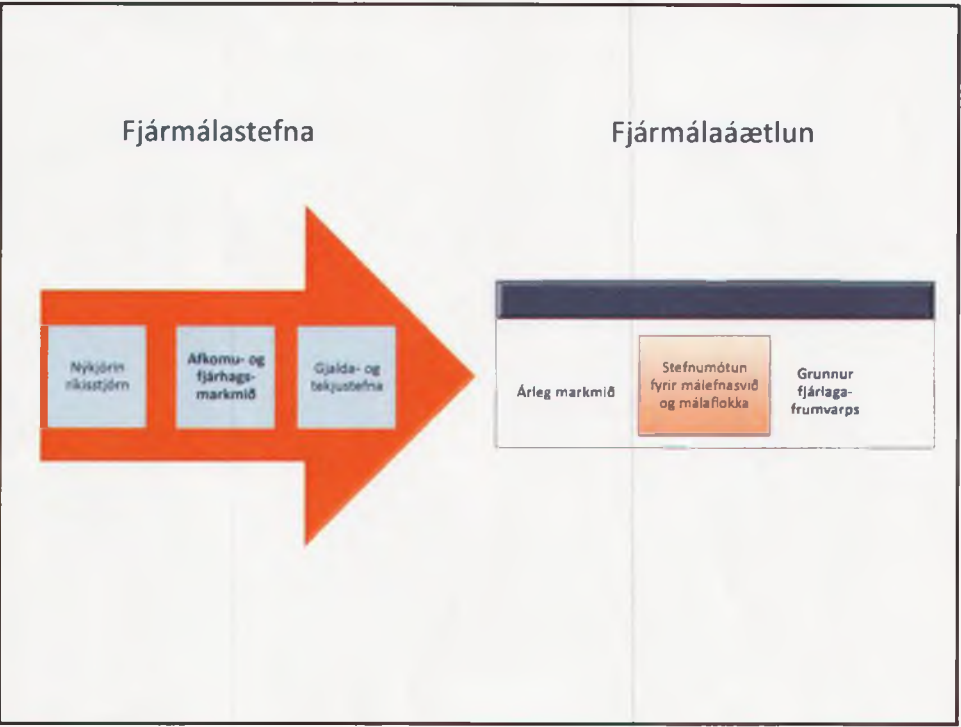 Fjármálastefna
Fjármálaáætlun
Nýkjörin
ríkisstjórn
Afkomu- og
fjárhags-
markmið
Gjalda- og
tekjustefna
Árleg markmið
Stefnumótun
fyrir málefnasvið
og málaflokka
Grunnur
fjárlaga-
frumvarps